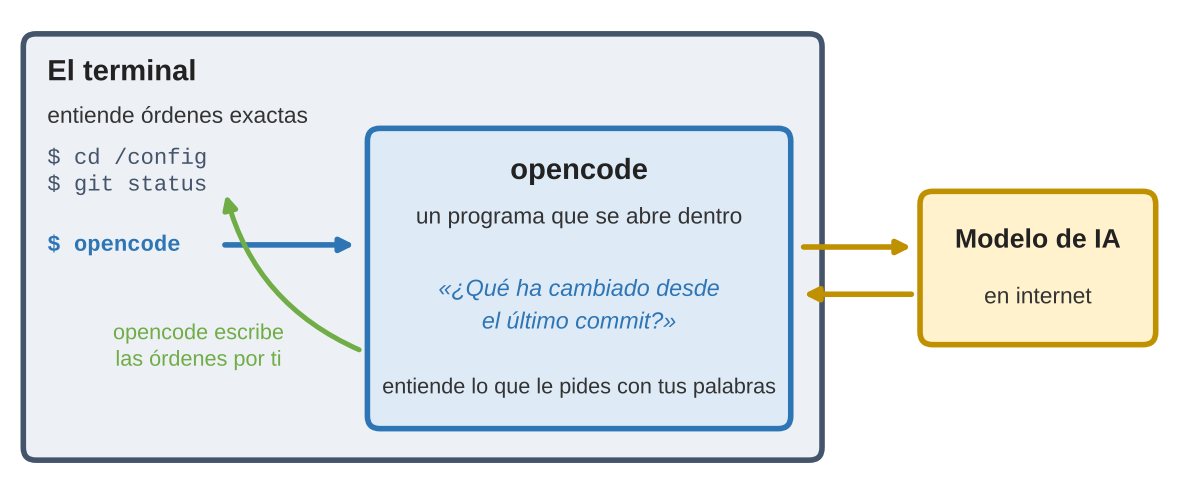 El terminal
entiende órdenes exactas
$ cd /config
$ git status
$ opencode
opencode escribe
las órdenes por ti
opencode
un programa que se abre dentro
«¿Qué ha cambiado desde
el último commit?»
entiende lo que le pides con tus palabras
Modelo de IA
en internet